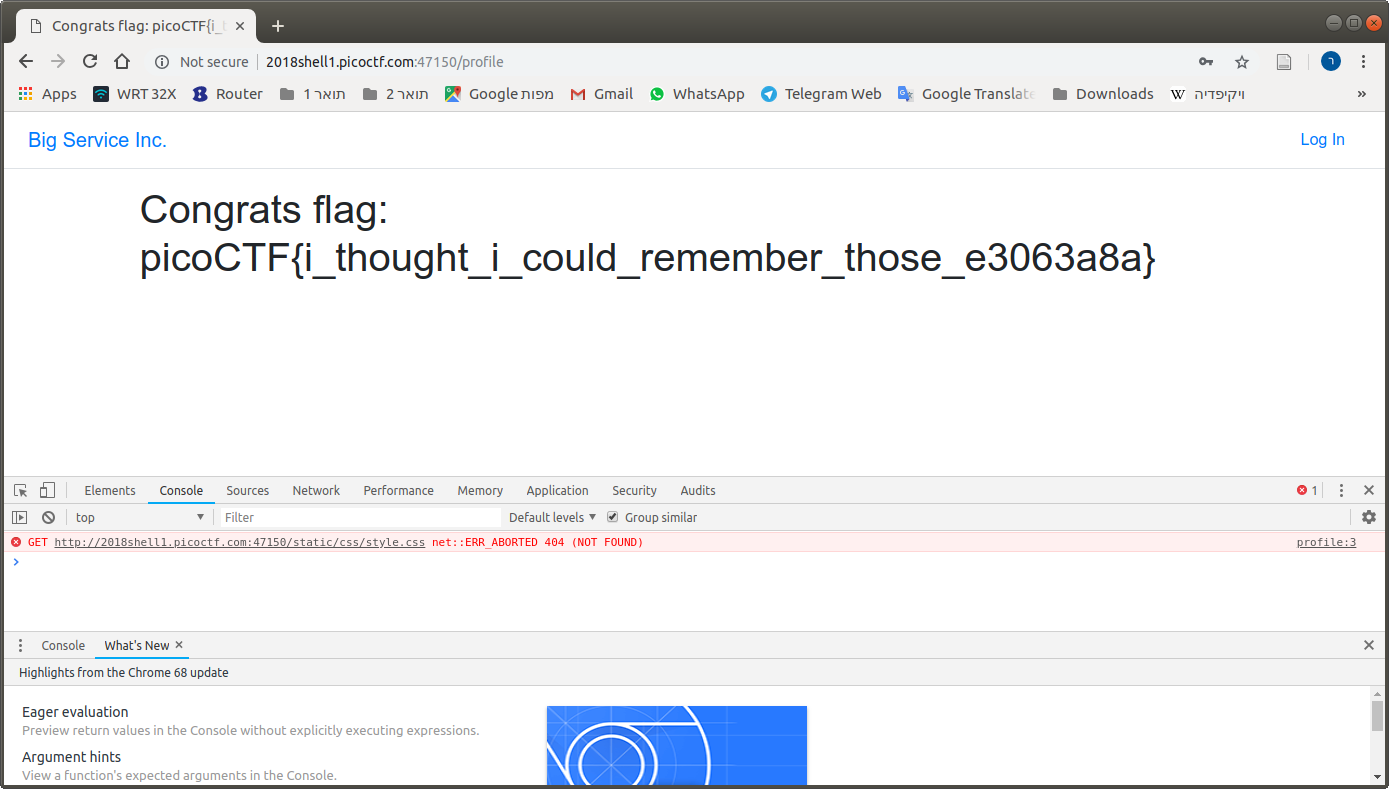 Congrats flag: picoCTF{i_t
Not secure 2018shell1.picoctf.com:47150/profile
Apps WRT 32X Router תואר 1 תואר 2 Google מפות Gmail WhatsApp Telegram Web Google Translate Downloads W ויקיפדיה »
Big Service Inc. Log In
Congrats flag:
picoCTF{i_thought_i_could_remember_those_e3063a8a}
Elements Console Sources Network Performance Memory Application Security Audits 1
top Filter Default levels Group similar
GET http://2018shell1.picoctf.com:47150/static/css/style.css net::ERR_ABORTED 404 (NOT FOUND) profile:3
Console What's New
Highlights from the Chrome 68 update
Eager evaluation
Preview return values in the Console without explicitly executing expressions.
Argument hints
View a function's expected arguments in the Console.